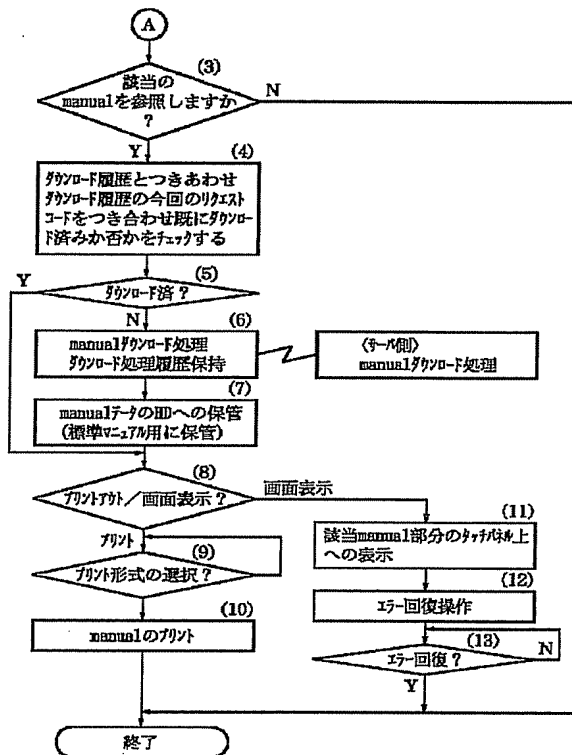 A
(3)
該当の
manualを参照しますか
?
N
Y
(4)
ﾀﾞｳﾝﾛｰﾄﾞ履歴とつきあわせ
ﾀﾞｳﾝﾛｰﾄﾞ履歴の今回のﾘｸｴｽﾄ
ｺｰﾄﾞをつき合わせ既にﾀﾞｳﾝﾛｰ
ﾄﾞ済みか否かをﾁｪｯｸする
(5)
Y
ﾀﾞｳﾝﾛｰﾄﾞ済?
N
(6)
manualﾀﾞｳﾝﾛｰﾄﾞ処理
ﾀﾞｳﾝﾛｰﾄﾞ処理履歴保持
〈ｻｰﾊﾞ側〉
manualﾀﾞｳﾝﾛｰﾄﾞ処理
(7)
manualﾃﾞｰﾀのHDへの保管
(標準ﾏﾆｭｱﾙ用に保管)
(8)
ﾌﾟﾘﾝﾄｱｳﾄ/画面表示?
画面表示
ﾌﾟﾘﾝﾄ
(9)
ﾌﾟﾘﾝﾄ形式の選択?
(10)
manualのﾌﾟﾘﾝﾄ
(11)
該当manual部分のﾀｯﾁﾊﾟﾈﾙ上
への表示
(12)
ｴﾗｰ回復操作
(13)
ｴﾗｰ回復?
N
Y
終了